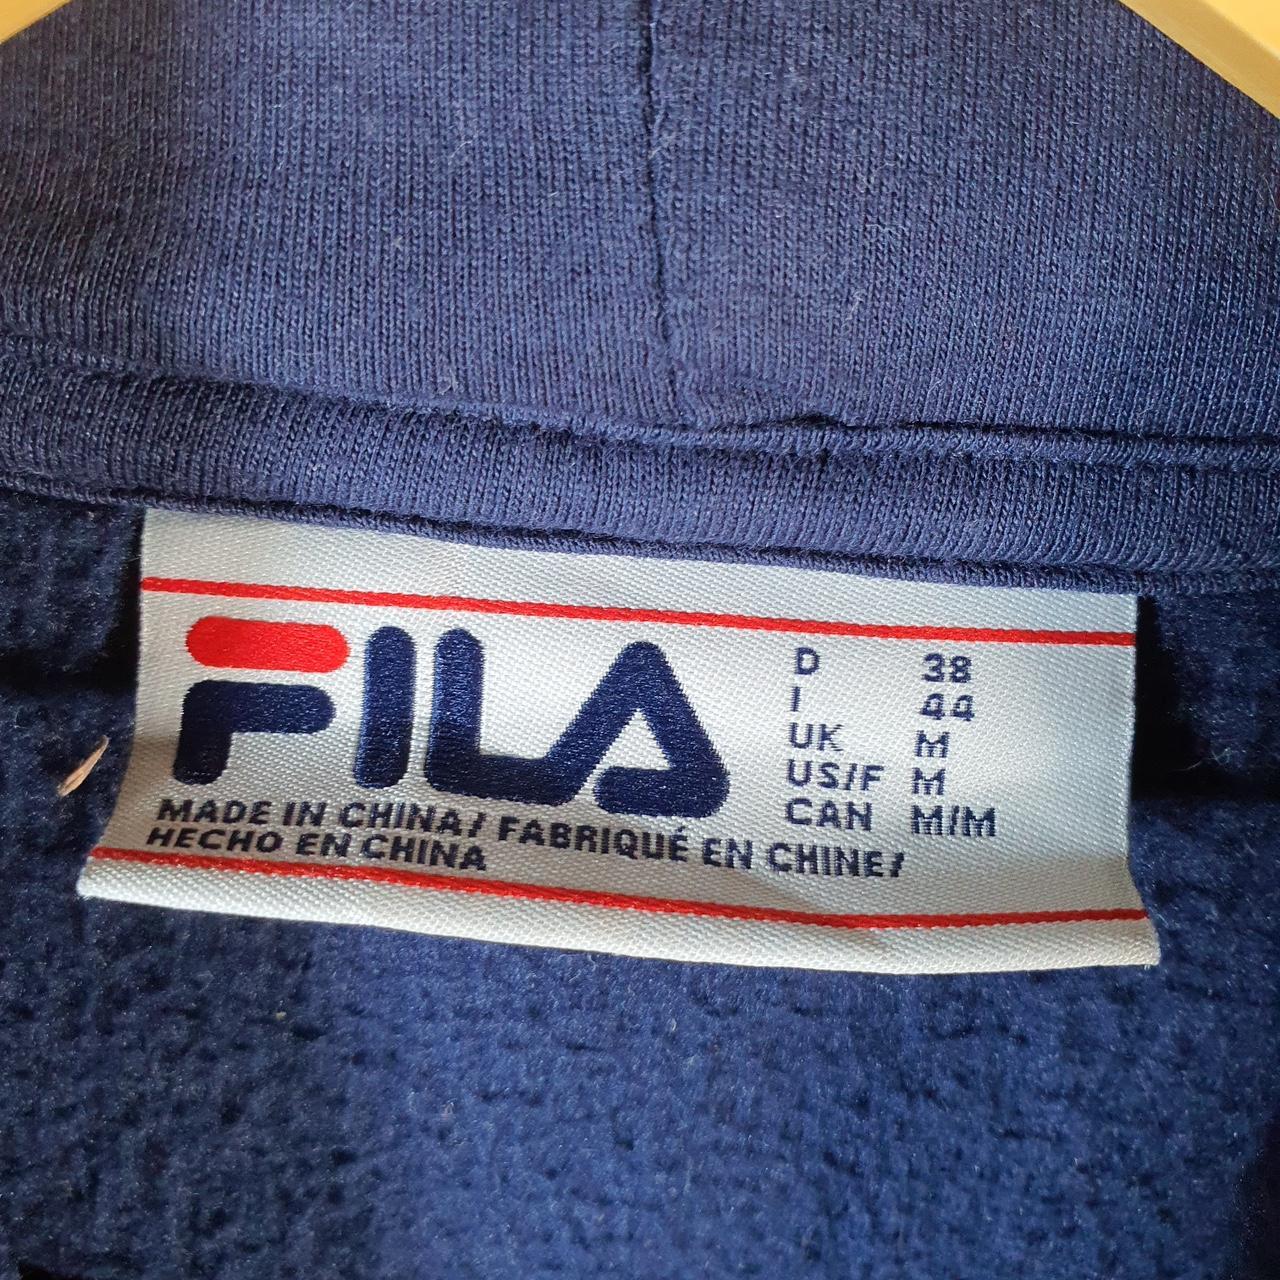 FILA
MADE IN CHINA/ FABRIQUÉ EN CHINE/
HECHO EN CHINA
D 38
I 44
UK M
US/F M
CAN M/M